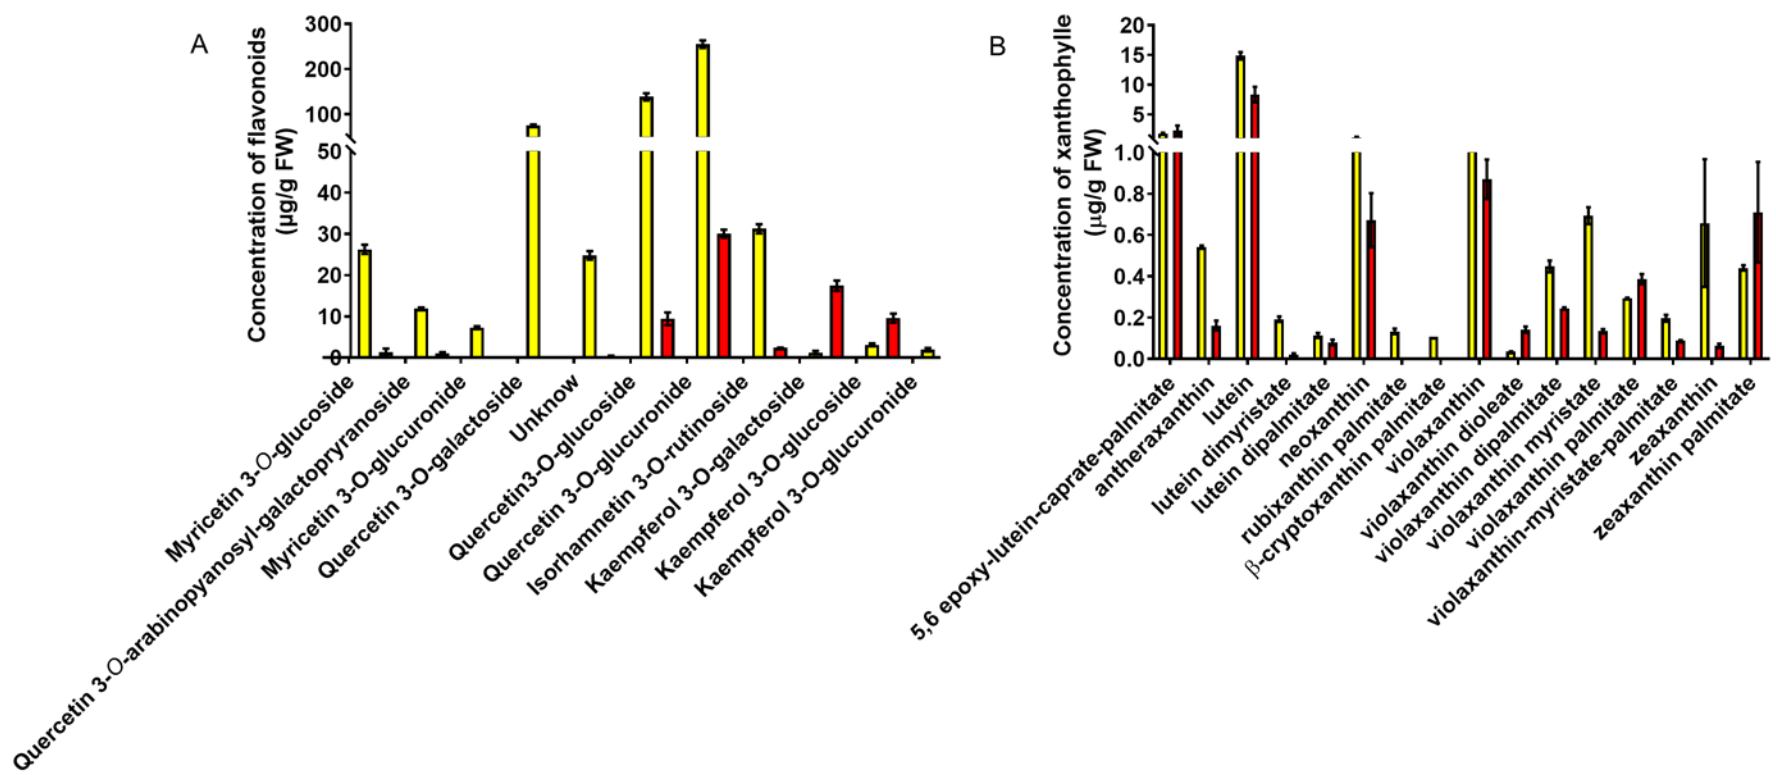 A
Concentration of flavonoids
(µg/g FW)
300
200
100
50
40
30
20
10
0
Myricetin 3-O-glucoside
Quercetin 3-O-arabinopyanosyl-galactopryranoside
Myricetin 3-O-glucuronide
Quercetin 3-O-galactoside
Unknow
Quercetin3-O-glucoside
Quercetin 3-O-glucuronide
Isorhamnetin 3-O-rutinoside
Kaempferol 3-O-galactoside
Kaempferol 3-O-glucoside
Kaempferol 3-O-glucuronide
B
Concentration of xanthophylle
(µg/g FW)
20
15
10
5
1.0
0.8
0.6
0.4
0.2
0.0
5,6 epoxy-lutein-caprate-palmitate
antheraxanthin
lutein
lutein dimyristate
lutein dipalmitate
neoxanthin
rubixanthin palmitate
β-cryptoxanthin palmitate
violaxanthin
violaxanthin dioleate
violaxanthin dipalmitate
violaxanthin myristate
violaxanthin palmitate
violaxanthin-myristate-palmitate
zeaxanthin
zeaxanthin palmitate